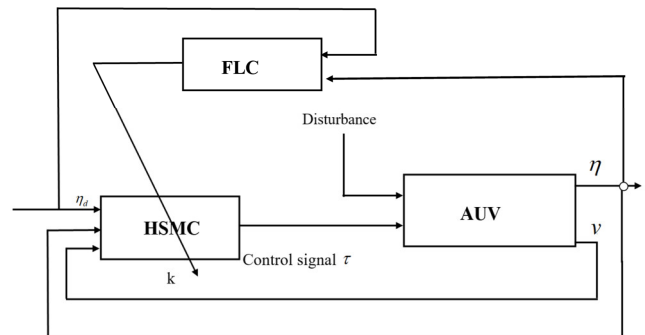 FLC
Disturbance
η
η_d
HSMC
AUV
ν
Control signal τ
k